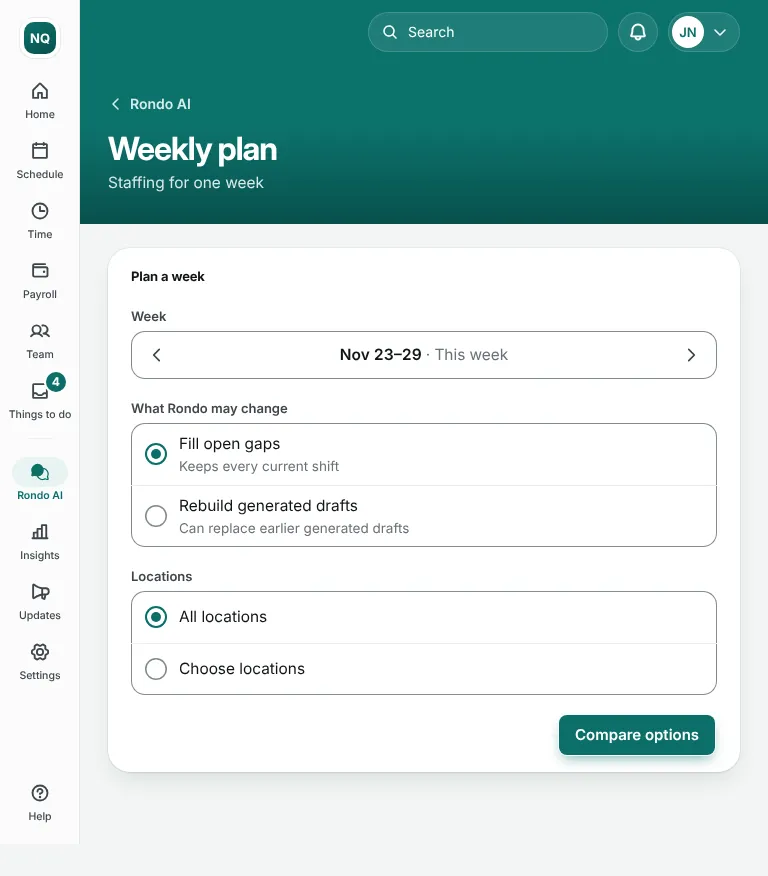 NQ
Search
JN
Home
Schedule
Time
Payroll
Team
4
Things to do
Rondo AI
Insights
Updates
Settings
Help
Rondo AI
Weekly plan
Staffing for one week
Plan a week
Week
Nov 23–29 · This week
What Rondo may change
Fill open gaps
Keeps every current shift
Rebuild generated drafts
Can replace earlier generated drafts
Locations
All locations
Choose locations
Compare options